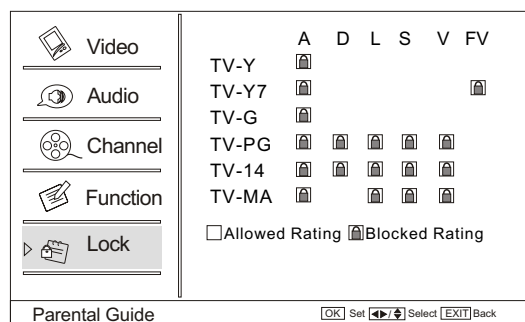 Video
Audio
Channel
Function
Lock
A D L S V FV
TV-Y
TV-Y7
TV-G
TV-PG
TV-14
TV-MA
Allowed Rating Blocked Rating
Parental Guide
OK Set ◀▶/▲▼ Select EXIT Back